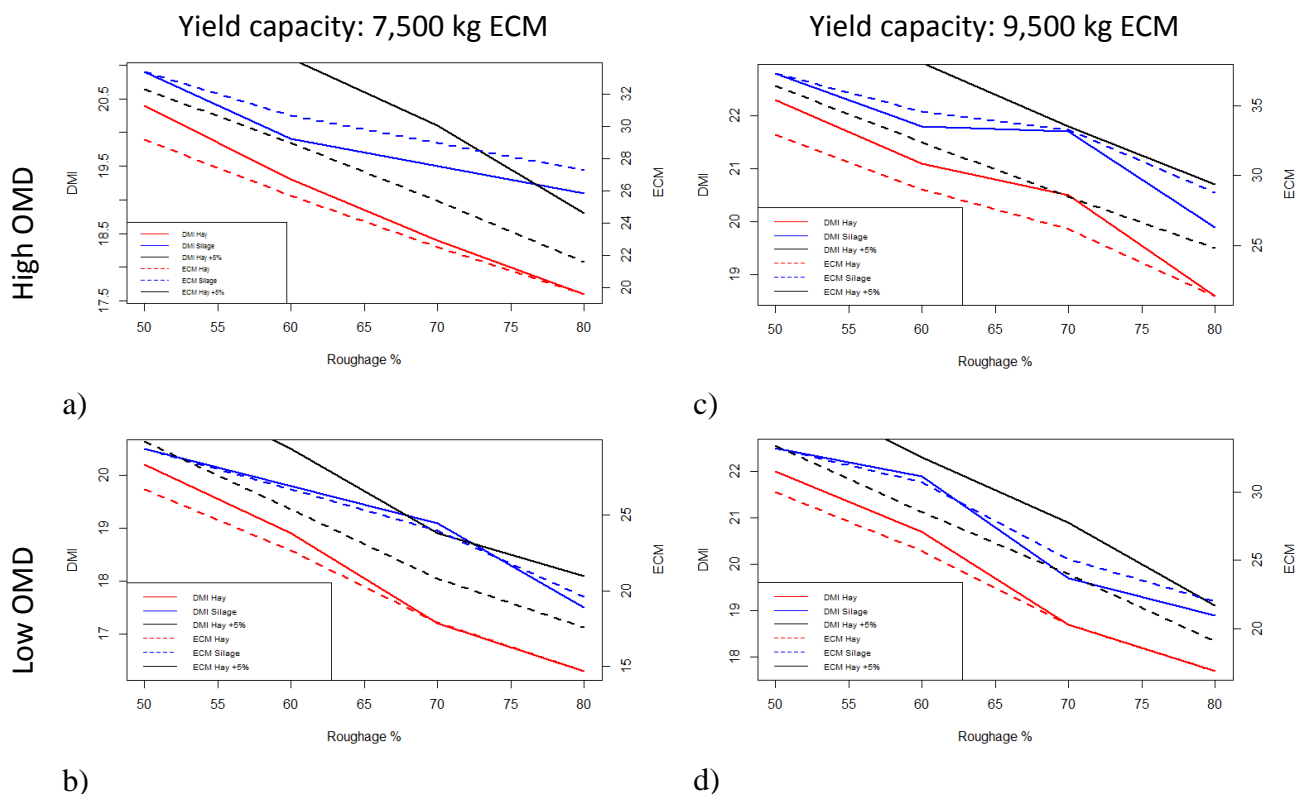 Yield capacity: 7,500 kg ECM
Yield capacity: 9,500 kg ECM
High OMD
DMI
17.5 18.5 19.5 20.5
ECM
20 22 24 26 28 30 32
DMI Hay
DMI Silage
DMI Hay +5%
ECM Hay
ECM Silage
ECM Hay +5%
50 55 60 65 70 75 80
Roughage %
a)
DMI
19 20 21 22
ECM
25 30 35
DMI Hay
DMI Silage
DMI Hay +5%
ECM Hay
ECM Silage
ECM Hay +5%
50 55 60 65 70 75 80
Roughage %
c)
Low OMD
DMI
17 18 19 20
ECM
15 20 25
DMI Hay
DMI Silage
DMI Hay +5%
ECM Hay
ECM Silage
ECM Hay +5%
50 55 60 65 70 75 80
Roughage %
b)
DMI
18 19 20 21 22
ECM
20 25 30
DMI Hay
DMI Silage
DMI Hay +5%
ECM Hay
ECM Silage
ECM Hay +5%
50 55 60 65 70 75 80
Roughage %
d)